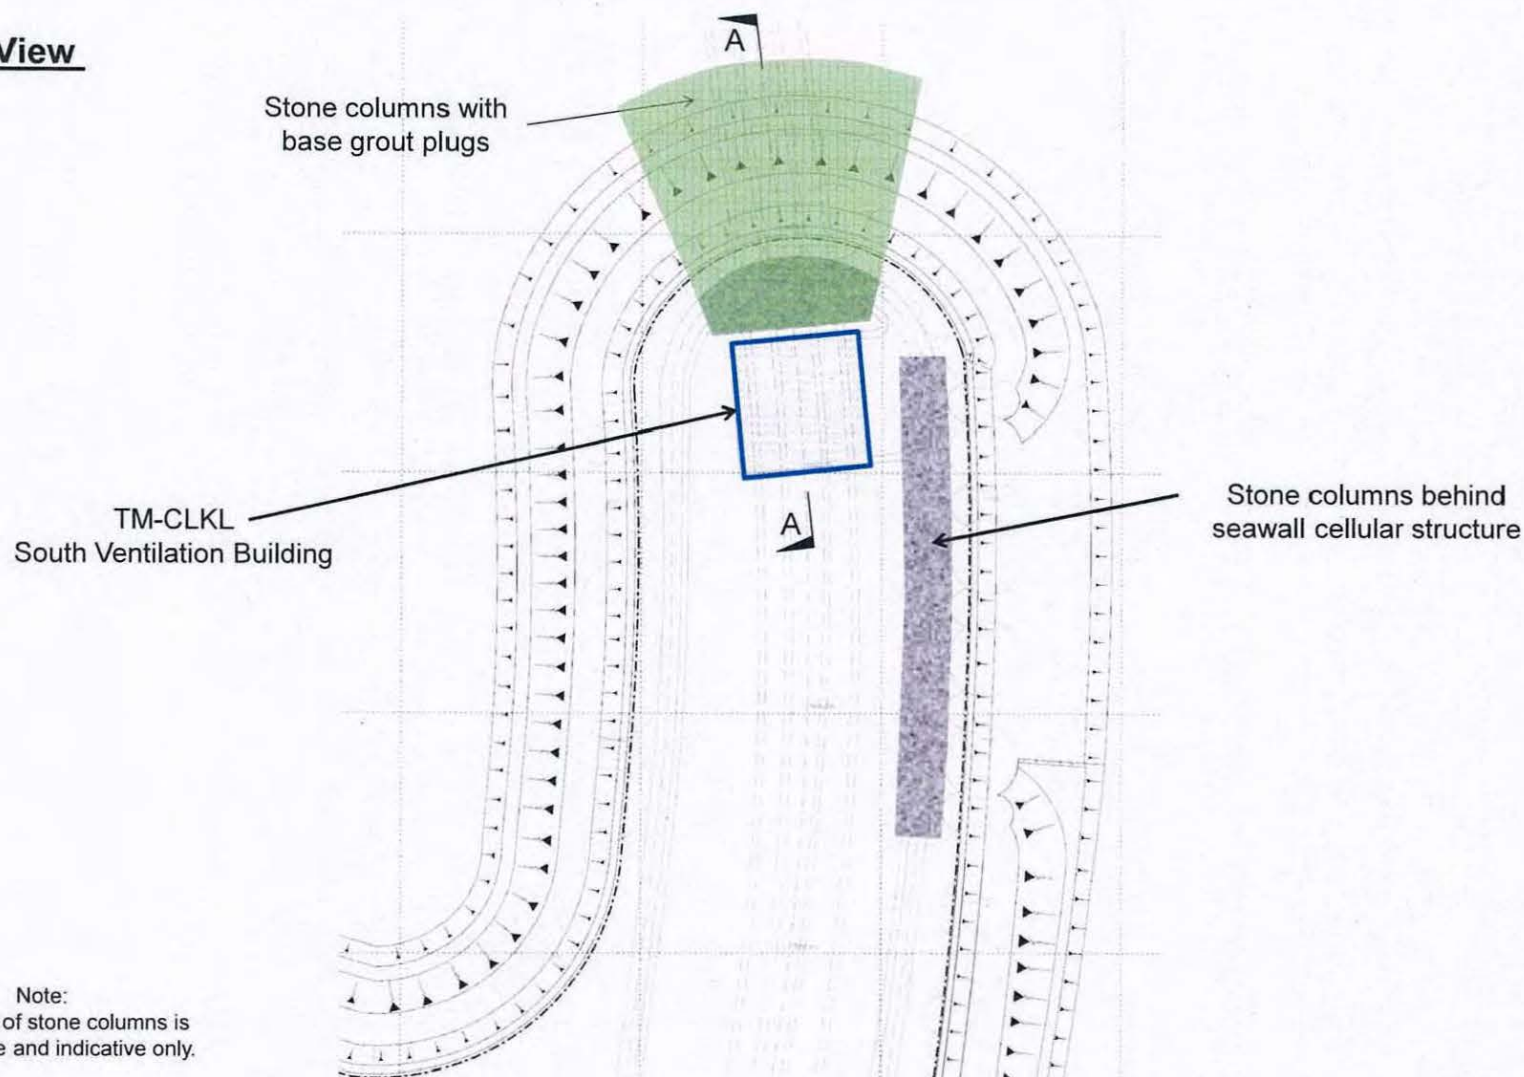 View
A
Stone columns with
base grout plugs
TM-CLKL
South Ventilation Building
A
Stone columns behind
seawall cellular structure
Note:
of stone columns is
and indicative only.